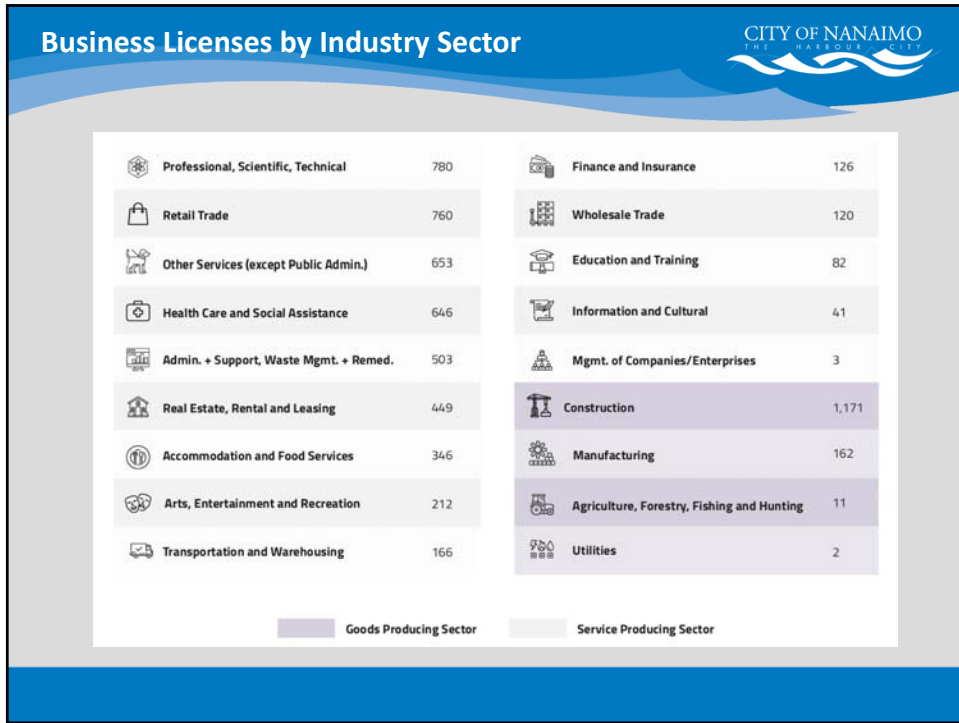 Business Licenses by Industry Sector
CITY OF NANAIMO
THE HARBOUR CITY
Professional, Scientific, Technical 780
Retail Trade 760
Other Services (except Public Admin.) 653
Health Care and Social Assistance 646
Admin. + Support, Waste Mgmt. + Remed. 503
Real Estate, Rental and Leasing 449
Accommodation and Food Services 346
Arts, Entertainment and Recreation 212
Transportation and Warehousing 166
Finance and Insurance 126
Wholesale Trade 120
Education and Training 82
Information and Cultural 41
Mgmt. of Companies/Enterprises 3
Construction 1,171
Manufacturing 162
Agriculture, Forestry, Fishing and Hunting 11
Utilities 2
Goods Producing Sector Service Producing Sector